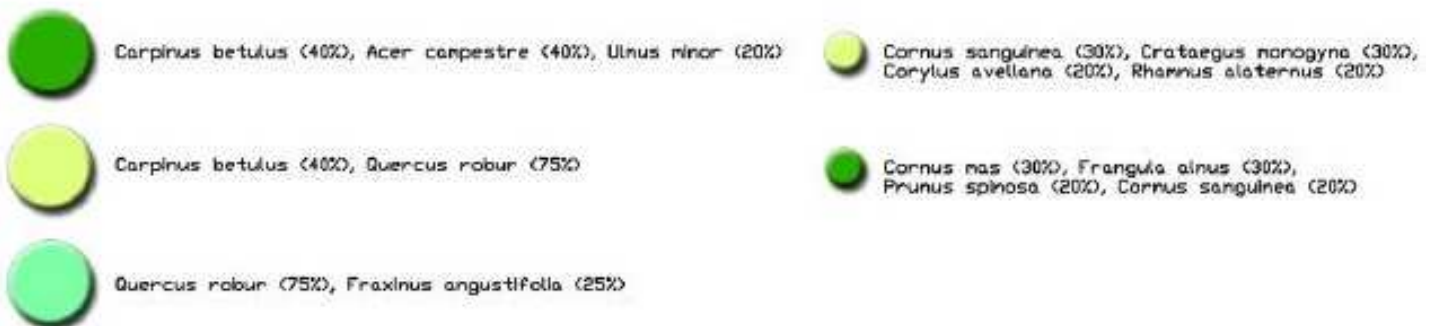 Carpinus betulus (40%), Acer campestre (40%), Ulnus minor (20%)
Carpinus betulus (40%), Quercus robur (75%)
Quercus robur (75%), Fraxinus angustifolia (25%)
Cornus sanguinea (30%), Crataegus monogyna (30%),
Corylus avellana (20%), Rhamnus alaternus (20%)
Cornus mas (30%), Frangula alnus (30%),
Prunus spinosa (20%), Cornus sanguinea (20%)